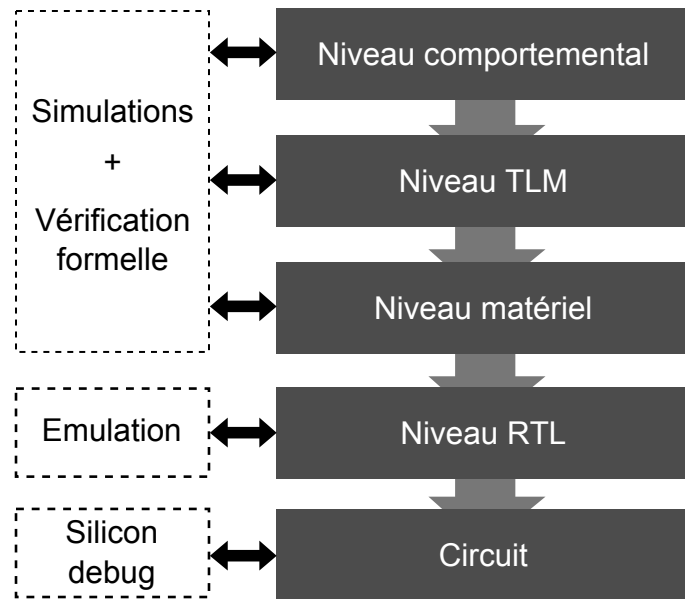 Niveau comportemental
Simulations
+
Vérification
formelle
Niveau TLM
Niveau matériel
Emulation
Niveau RTL
Silicon
debug
Circuit